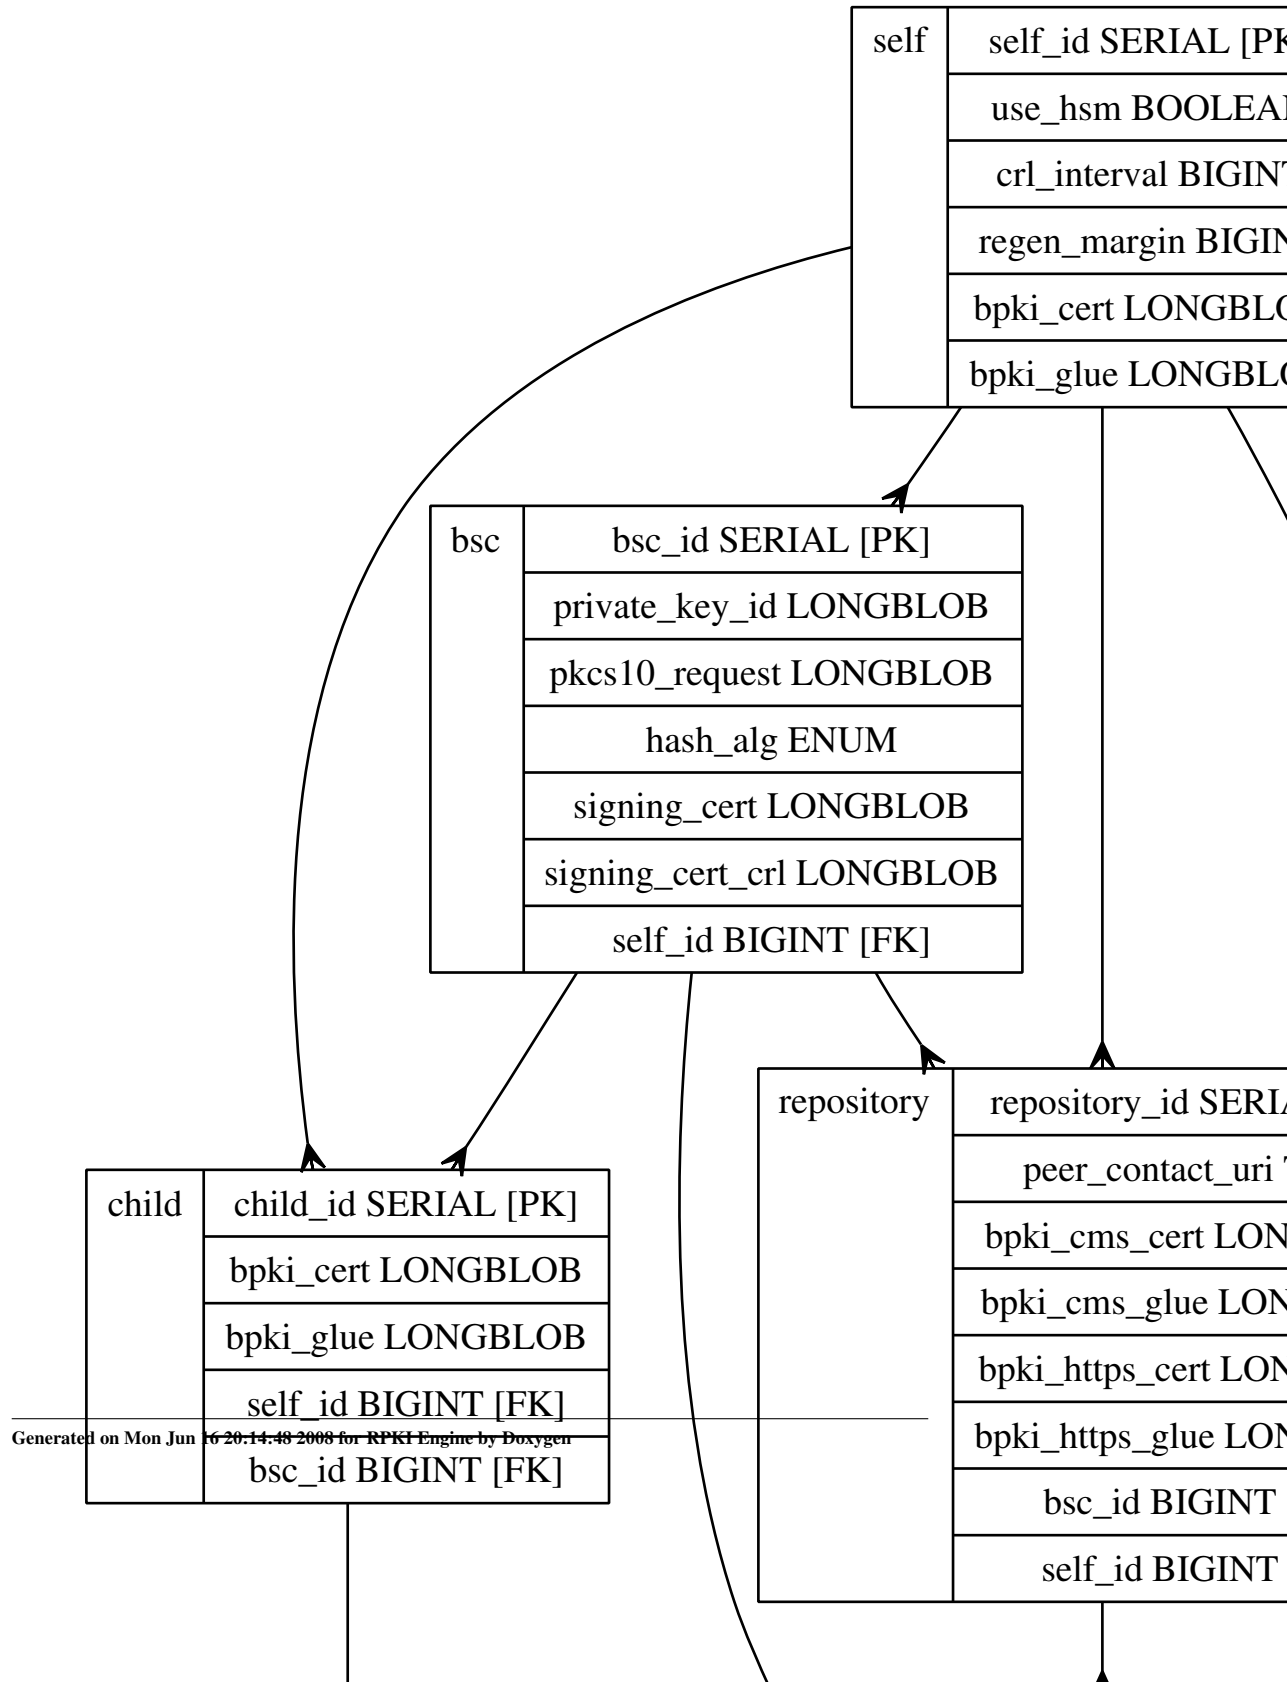 self
self_id SERIAL [PK
use_hsm BOOLEA
crl_interval BIGINT
regen_margin BIGIN
bpki_cert LONGBLO
bpki_glue LONGBLO
bsc
bsc_id SERIAL [PK]
private_key_id LONGBLOB
pkcs10_request LONGBLOB
hash_alg ENUM
signing_cert LONGBLOB
signing_cert_crl LONGBLOB
self_id BIGINT [FK]
repository
repository_id SERIA
peer_contact_uri
bpki_cms_cert LON
bpki_cms_glue LON
bpki_https_cert LON
bpki_https_glue LON
bsc_id BIGINT
self_id BIGINT
child
child_id SERIAL [PK]
bpki_cert LONGBLOB
bpki_glue LONGBLOB
self_id BIGINT [FK]
bsc_id BIGINT [FK]
Generated on Mon Jun 16 20:14:48 2008 for RPKI Engine by Doxygen